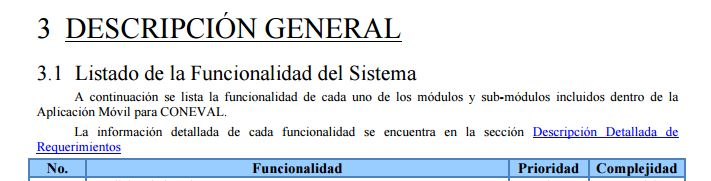 3 DESCRIPCIÓN GENERAL
3.1 Listado de la Funcionalidad del Sistema
A continuación se lista la funcionalidad de cada uno de los módulos y sub-módulos incluidos dentro de la
Aplicación Móvil para CONEVAL.
La información detallada de cada funcionalidad se encuentra en la sección Descripción Detallada de
Requerimientos
No. Funcionalidad Prioridad Complejidad